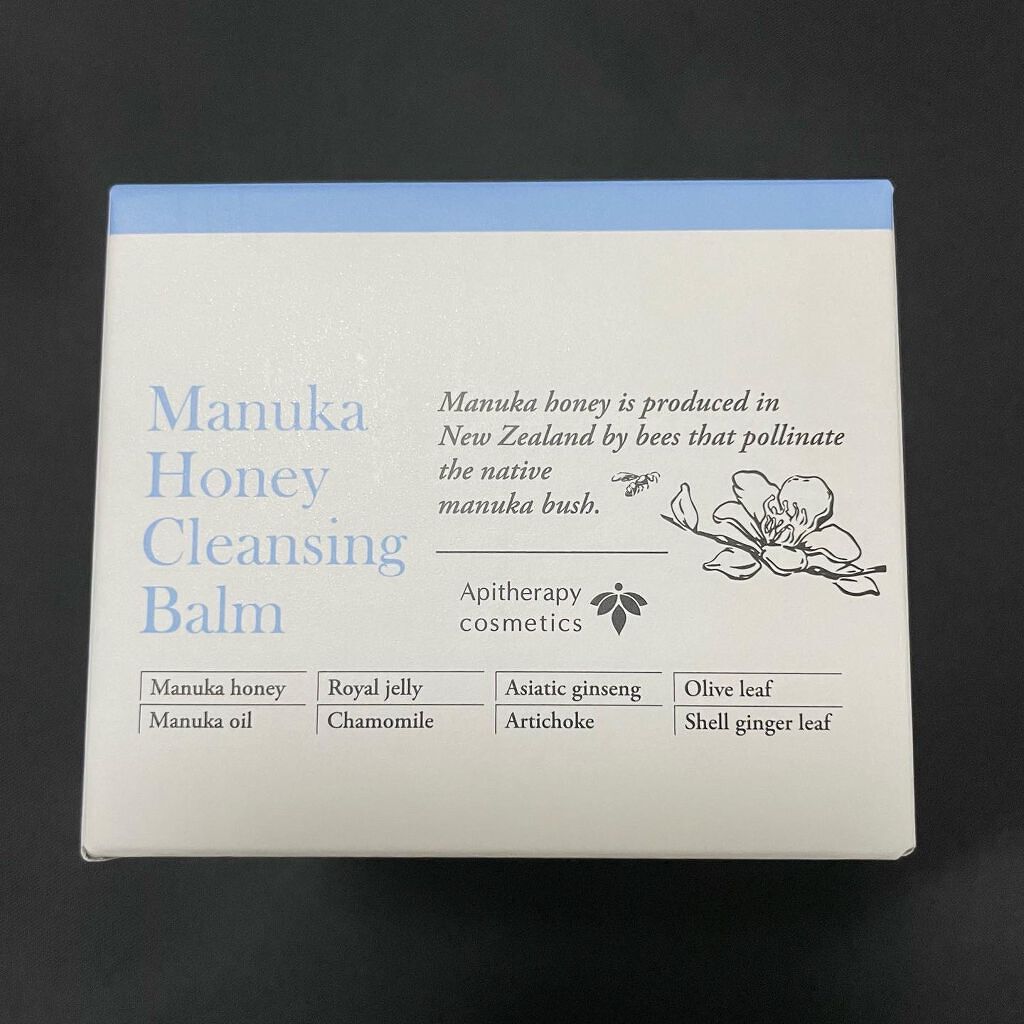 Manuka
Honey
Cleansing
Balm
Manuka honey is produced in
New Zealand by bees that pollinate
the native
manuka bush.
Apitherapy
cosmetics
Manuka honey
Royal jelly
Asiatic ginseng
Olive leaf
Manuka oil
Chamomile
Artichoke
Shell ginger leaf